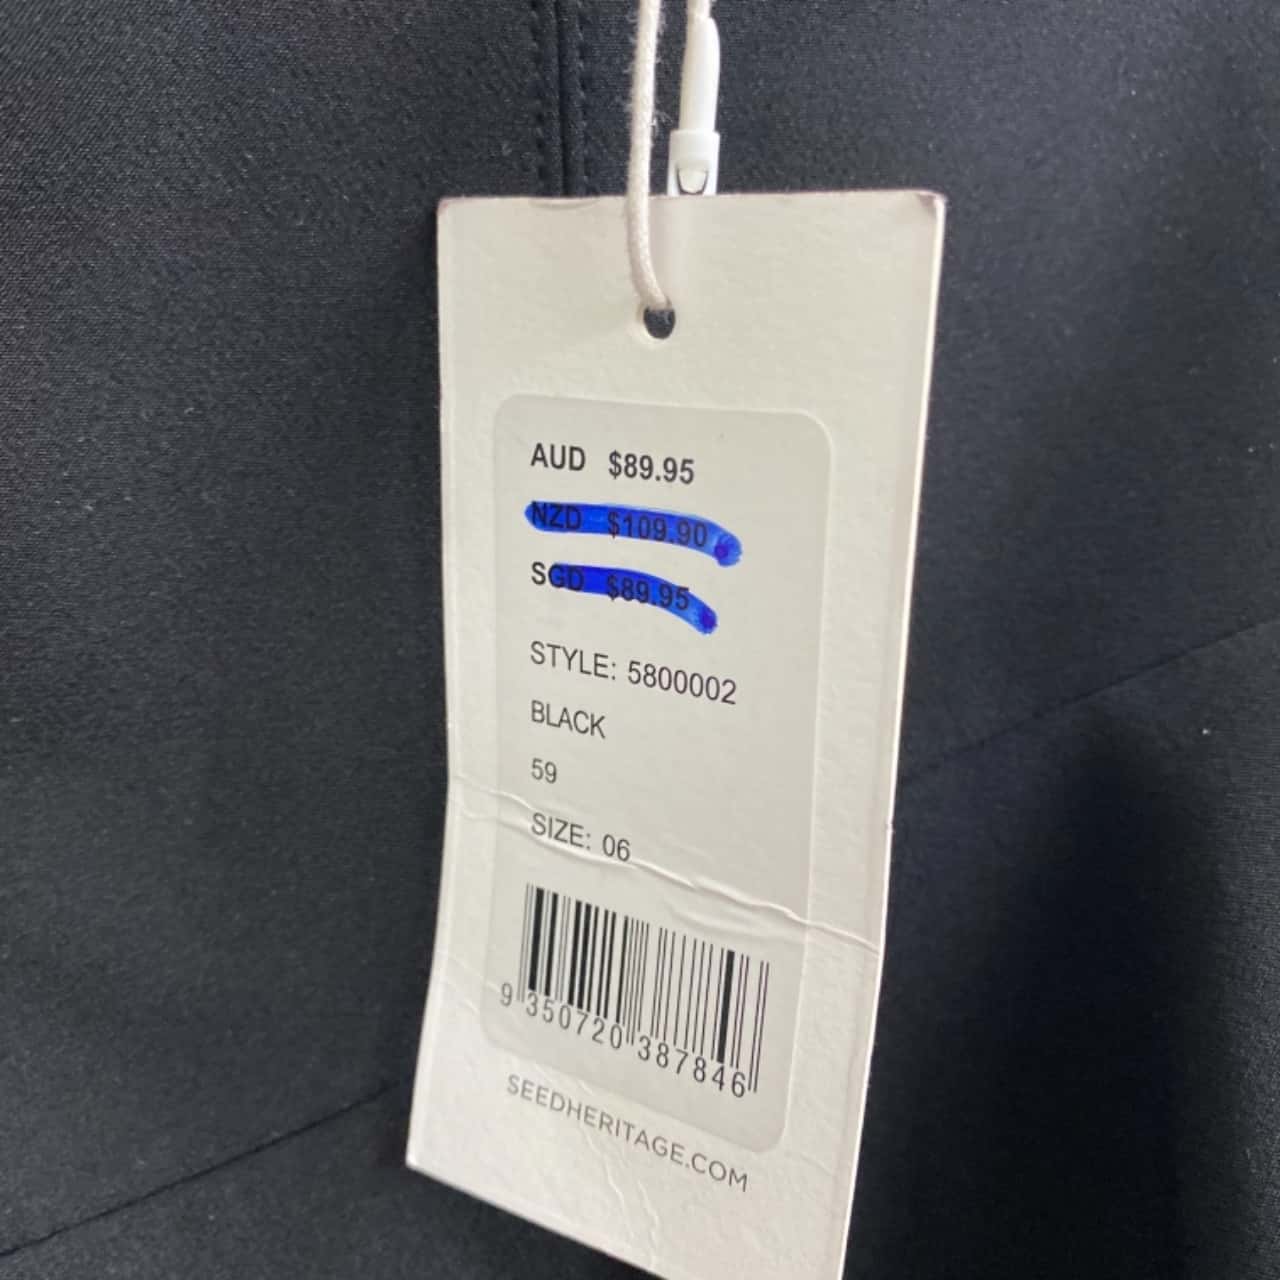 AUD $89.95
NZD $109.90
SGD $89.95
STYLE: 5800002
BLACK
59
SIZE: 06
9 350720 387846
SEEDHERITAGE.COM